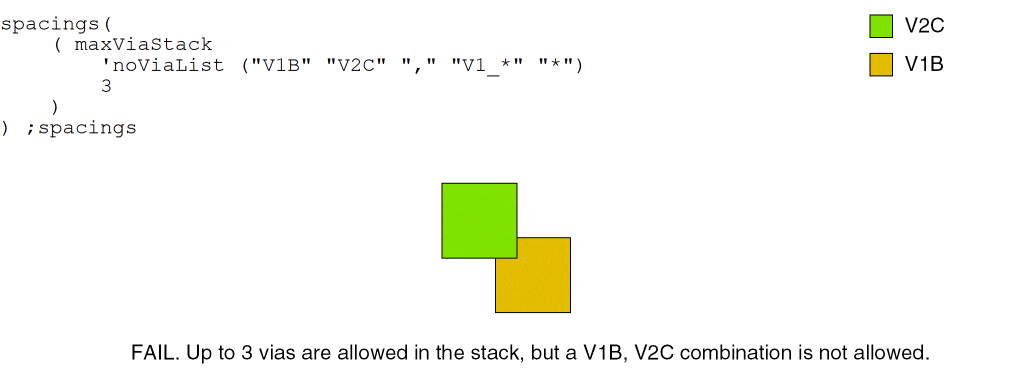 spacings(
( maxViaStack
'noViaList ("V1B" "V2C" "," "V1_*" "*")
3
)
) ;spacings
V2C
V1B
FAIL. Up to 3 vias are allowed in the stack, but a V1B, V2C combination is not allowed.